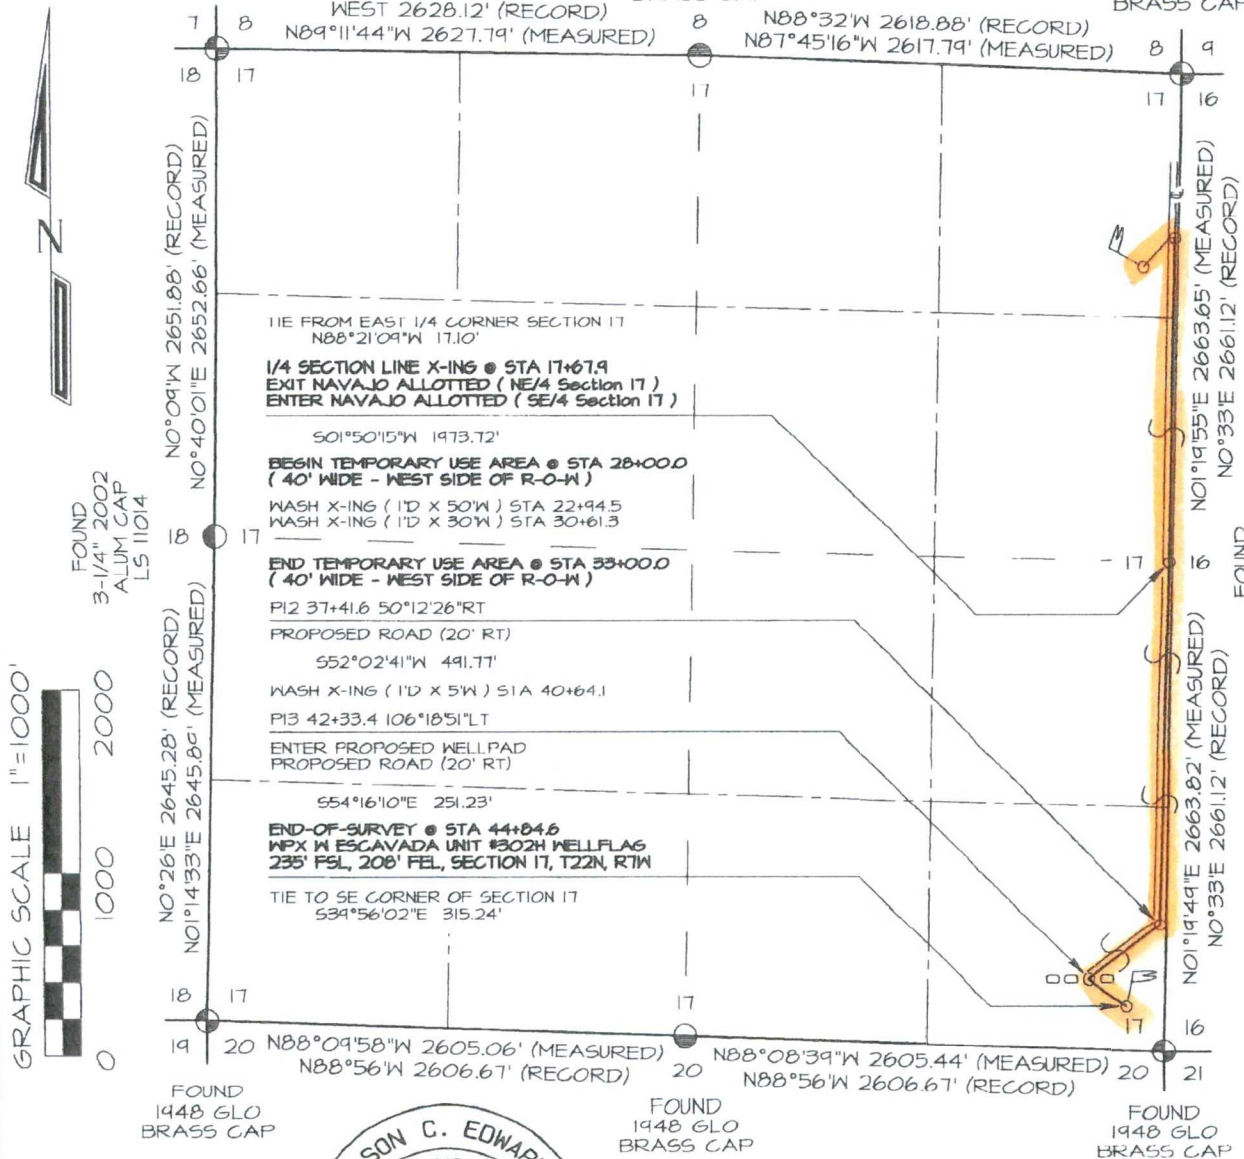 WEST 2628.12' (RECORD)
N89°11'44"W 2627.79' (MEASURED)
N88°32'W 2618.88' (RECORD)
N87°45'16"W 2617.79' (MEASURED)
BRASS CAP
7 8
18 17
8
17
8 9
17 16
N
N0°09'W 2651.88' (RECORD)
N0°40'01"E 2652.66' (MEASURED)
N01°19'55"E 2663.65' (MEASURED)
N0°33'E 2661.12' (RECORD)
TIE FROM EAST 1/4 CORNER SECTION 17
N88°21'09"W 17.10'
1/4 SECTION LINE X-ING @ STA 17+67.9
EXIT NAVAJO ALLOTTED ( NE/4 Section 17 )
ENTER NAVAJO ALLOTTED ( SE/4 Section 17 )
S01°50'15"W 1973.72'
BEGIN TEMPORARY USE AREA @ STA 28+00.0
( 40' WIDE - WEST SIDE OF R-O-W )
WASH X-ING ( 1'D X 50'W ) STA 22+94.5
WASH X-ING ( 1'D X 30'W ) STA 30+61.3
FOUND
3-1/4" 2002
ALUM CAP
LS 11014
18 17
17 16
FOUND
END TEMPORARY USE AREA @ STA 33+00.0
( 40' WIDE - WEST SIDE OF R-O-W )
PI2 37+41.6 50°12'26"RT
PROPOSED ROAD (20' RT)
S52°02'41"W 491.77'
WASH X-ING ( 1'D X 5'W ) STA 40+64.1
PI3 42+33.4 106°18'51"LT
ENTER PROPOSED WELLPAD
PROPOSED ROAD (20' RT)
S54°16'10"E 251.23'
END-OF-SURVEY @ STA 44+84.6
WPX W ESCAVADA UNIT #302H WELLFLAG
235' FSL, 208' FEL, SECTION 17, T22N, R7W
TIE TO SE CORNER OF SECTION 17
S39°56'02"E 315.24'
N0°26'E 2645.28' (RECORD)
N01°14'33"E 2645.80' (MEASURED)
N01°19'49"E 2663.82' (MEASURED)
N0°33'E 2661.12' (RECORD)
GRAPHIC SCALE 1"=1000'
0 1000 2000
18 17
19 20
17
20
17 16
20 21
N88°09'58"W 2605.06' (MEASURED)
N88°56'W 2606.67' (RECORD)
N88°08'39"W 2605.44' (MEASURED)
N88°56'W 2606.67' (RECORD)
FOUND
1948 GLO
BRASS CAP
FOUND
1948 GLO
BRASS CAP
FOUND
1948 GLO
BRASS CAP
SON C. EDWAR